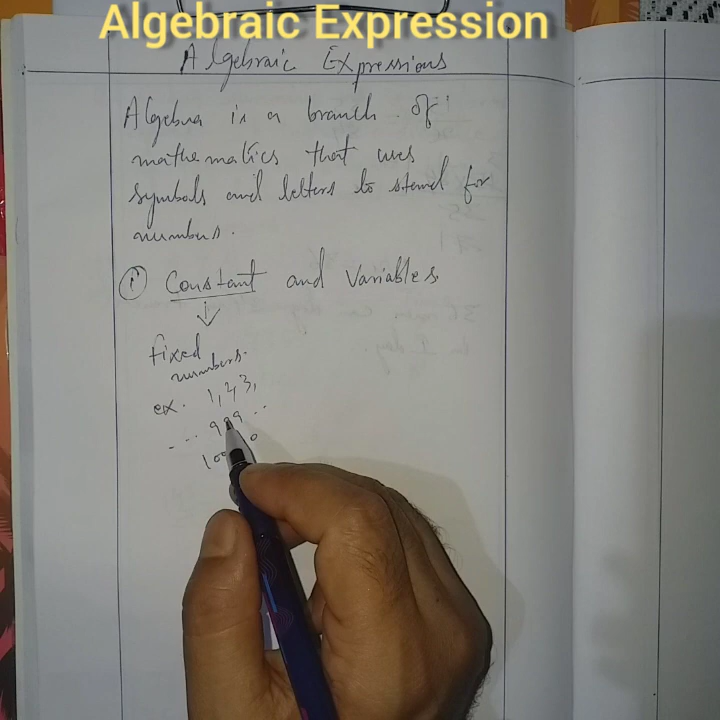 Algebraic Expression
Algebraic Expressions
Algebra is a branch of
mathematics that uses
symbols and letters to stend for
numbers.
① Constant and Variables
↓
fixed
numbers.
ex. 1, 2, 3,
--- 999 ..